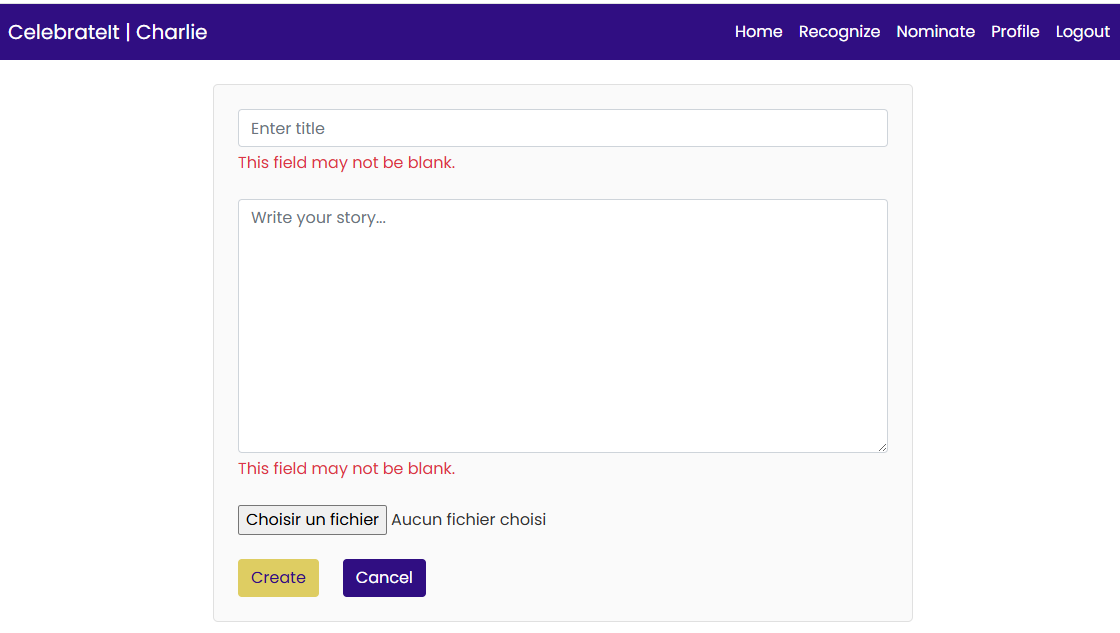 CelebrateIt | Charlie Home Recognize Nominate Profile Logout
Enter title
This field may not be blank.
Write your story...
This field may not be blank.
Choisir un fichier Aucun fichier choisi
Create Cancel